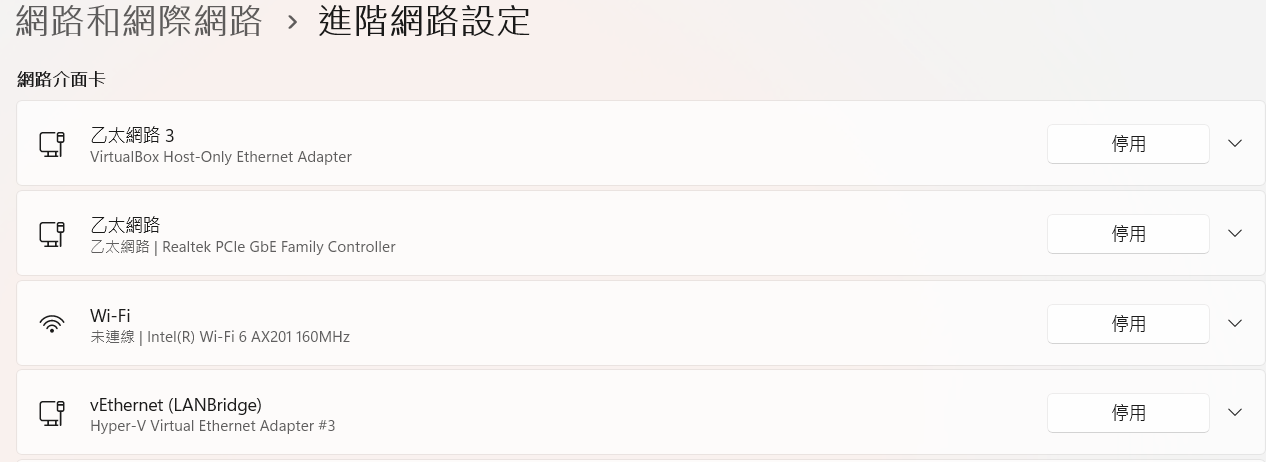 網路和網際網路 › 進階網路設定
網路介面卡
乙太網路 3
VirtualBox Host-Only Ethernet Adapter
停用
乙太網路
乙太網路 | Realtek PCIe GbE Family Controller
停用
Wi-Fi
未連線 | Intel(R) Wi-Fi 6 AX201 160MHz
停用
vEthernet (LANBridge)
Hyper-V Virtual Ethernet Adapter #3
停用